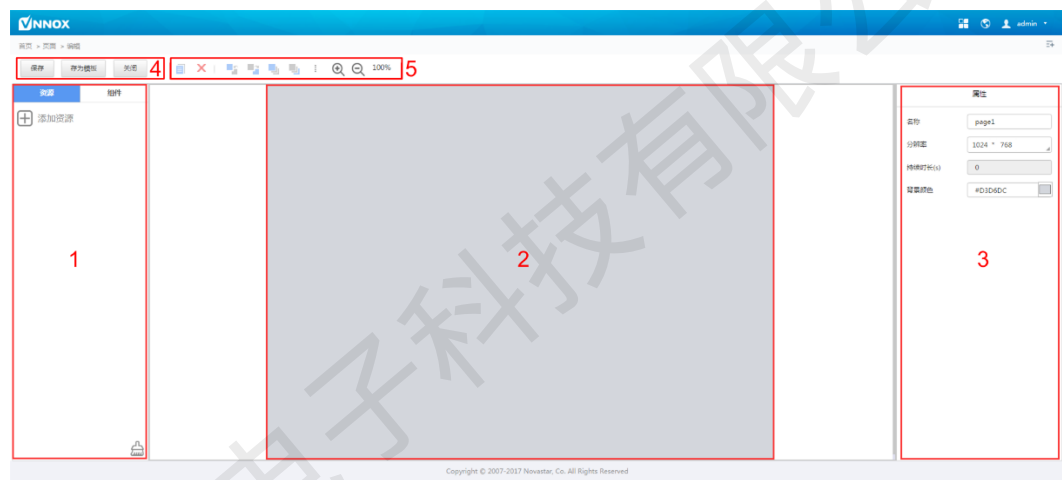 VNNOX
admin
首页 » 页面 » 编辑
保存 存为模板 关闭 4 5 100%
资源 组件 属性
添加资源
名称 page1
分辨率 1024 * 768
持续时长(s) 0
背景颜色 #D3D6DC
1 2 3
Copyright © 2007-2017 Novastar, Co. All Rights Reserved
电子科技有限公